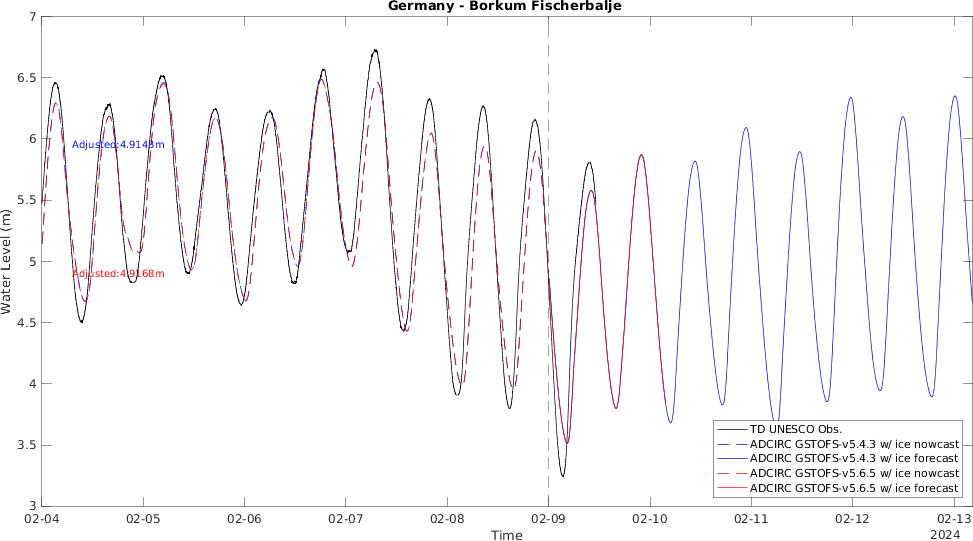 Germany - Borkum Fischerbalje
7
6.5
6
5.5
5
4.5
4
3.5
3
Water Level (m)
Adjusted:4.9143m
Adjusted:4.9168m
TD UNESCO Obs.
ADCIRC GSTOFS-v5.4.3 w/ ice nowcast
ADCIRC GSTOFS-v5.4.3 w/ ice forecast
ADCIRC GSTOFS-v5.6.5 w/ ice nowcast
ADCIRC GSTOFS-v5.6.5 w/ ice forecast
02-04 02-05 02-06 02-07 02-08 02-09 02-10 02-11 02-12 02-13
2024
Time